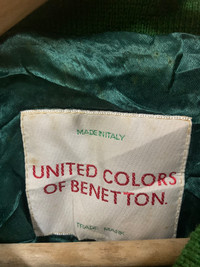 MADE IN ITALY
UNITED COLORS
OF BENETTON.
TRADE MARK